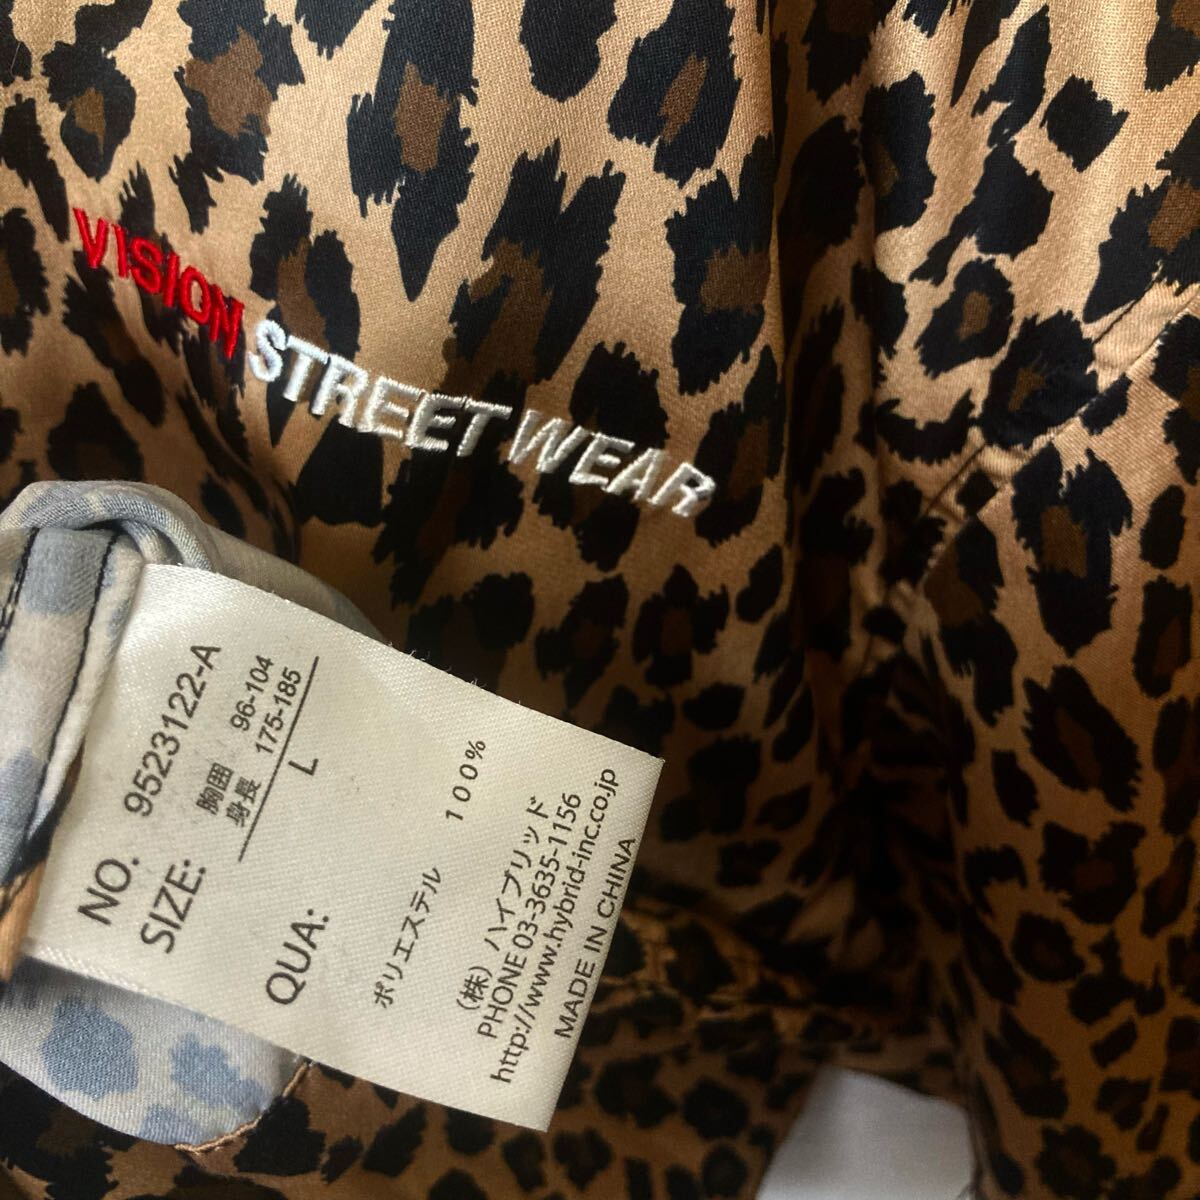 VISION STREET WEAR
NO. 9523122-A
SIZE: 胸囲 96-104
身長 175-185
L
QUA:
ポリエステル 100%
(株) ハイブリッド
PHONE 03-3635-1156
http://www.hybrid-inc.co.jp
MADE IN CHINA